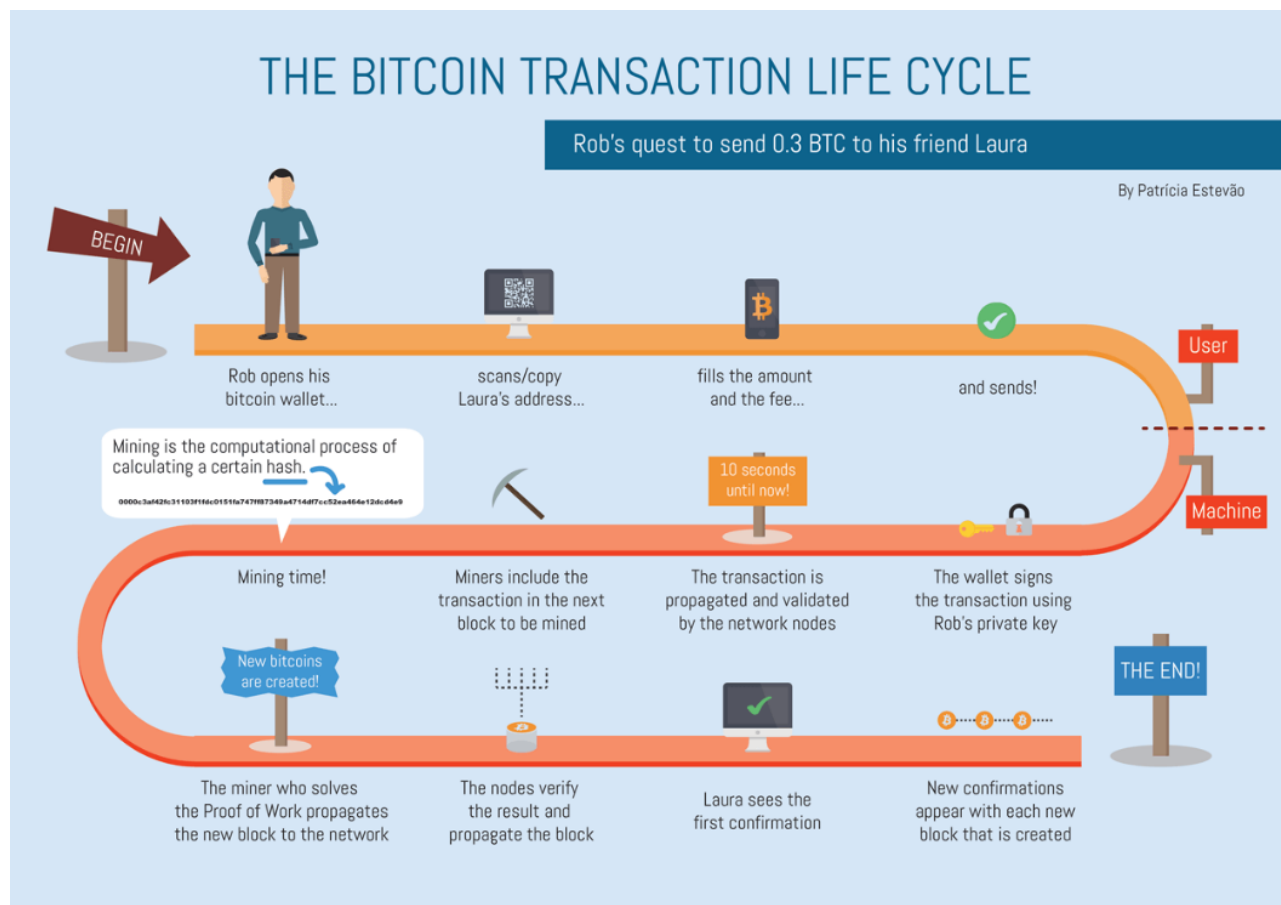 THE BITCOIN TRANSACTION LIFE CYCLE
Rob's quest to send 0.3 BTC to his friend Laura
By Patrícia Estevão
BEGIN
Rob opens his
bitcoin wallet...
scans/copy
Laura's address...
fills the amount
and the fee...
and sends!
User
Machine
The wallet signs
the transaction using
Rob's private key
10 seconds
until now!
The transaction is
propagated and validated
by the network nodes
Miners include the
transaction in the next
block to be mined
Mining is the computational process of
calculating a certain hash.
Mining time!
New bitcoins
are created!
The miner who solves
the Proof of Work propagates
the new block to the network
The nodes verify
the result and
propagate the block
Laura sees the
first confirmation
New confirmations
appear with each new
block that is created
THE END!